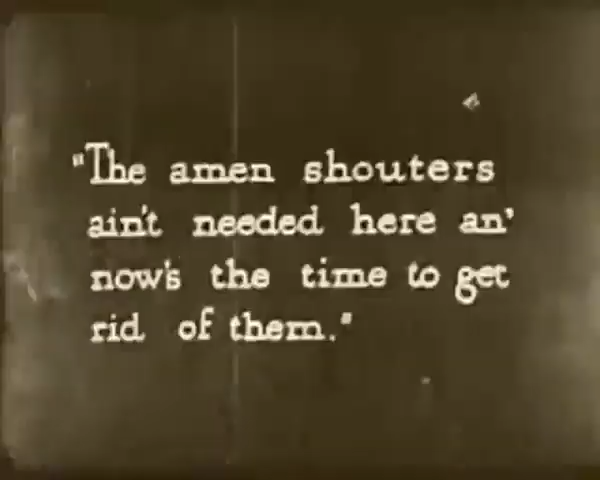 "The amen shouters
ain't needed here an'
now's the time to get
rid of them."